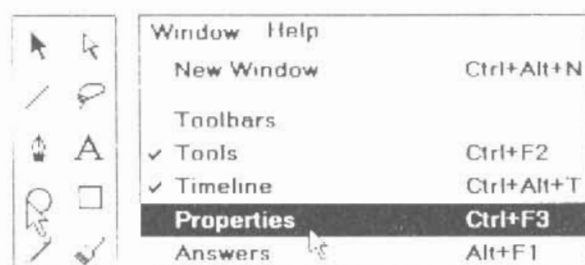 Window Help
New Window Ctrl+Alt+N
Toolbars
✓ Tools Ctrl+F2
✓ Timeline Ctrl+Alt+T
Properties Ctrl+F3
Answers Alt+F1
A